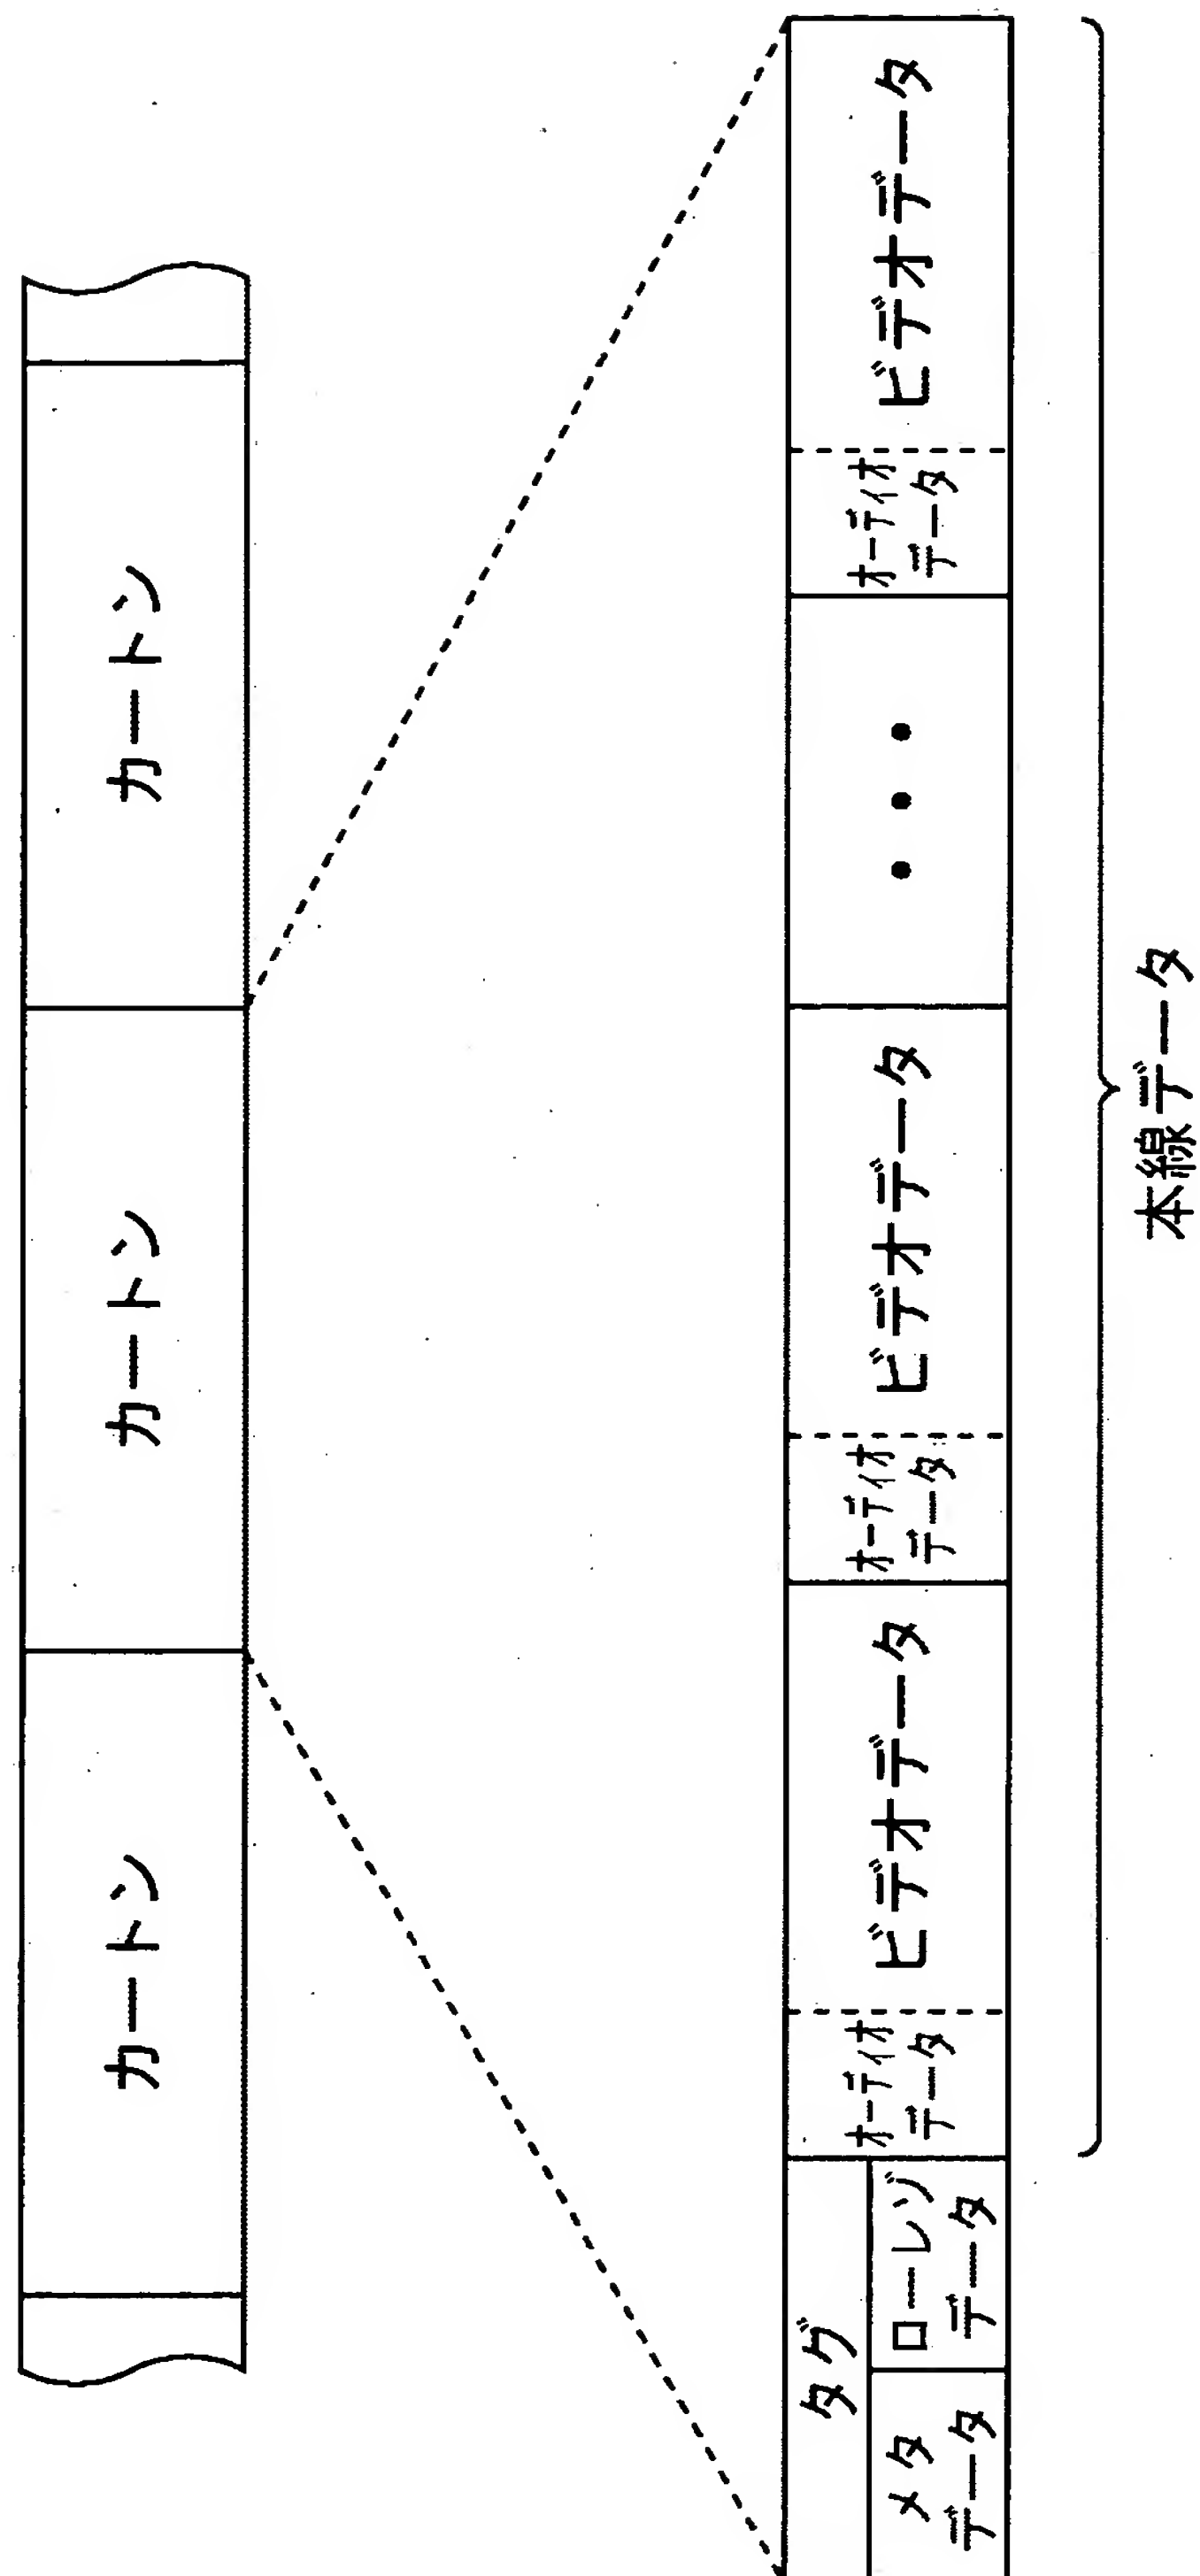 カートン
カートン
カートン
タグ
メタ
データ
ローレゾ
データ
オーディオ
データ
ビデオデータ
オーディオ
データ
ビデオデータ
・・・
オーディオ
データ
ビデオデータ
本線データ